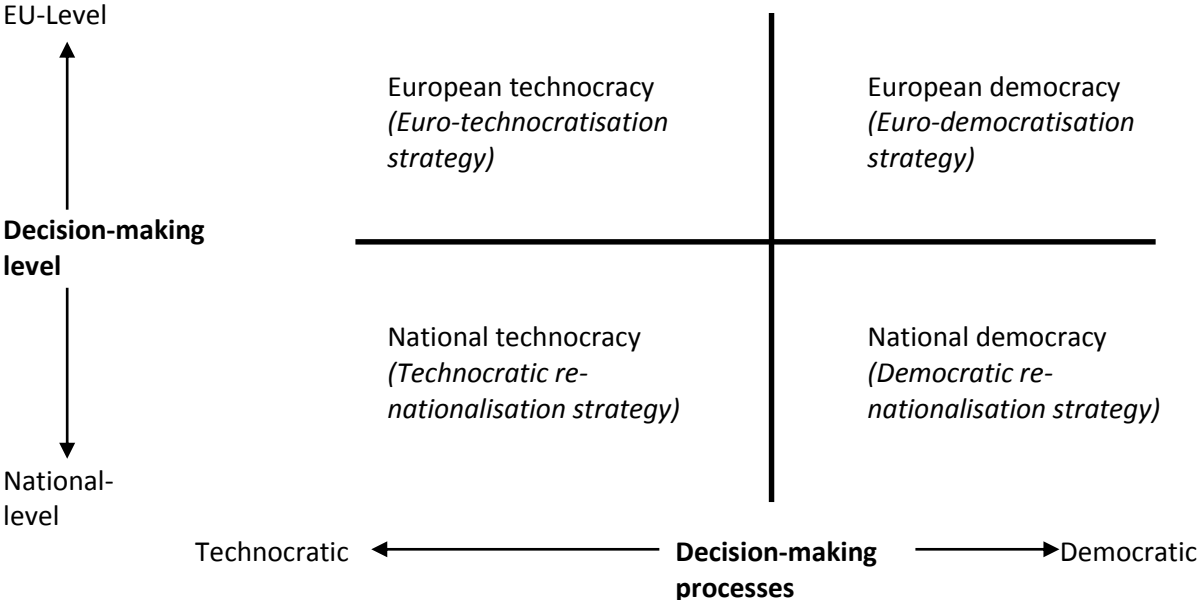 EU-Level
European technocracy
(Euro-technocratisation
strategy)
European democracy
(Euro-democratisation
strategy)
Decision-making
level
National technocracy
(Technocratic re-
nationalisation strategy)
National democracy
(Democratic re-
nationalisation strategy)
National-
level
Technocratic
Decision-making
processes
Democratic